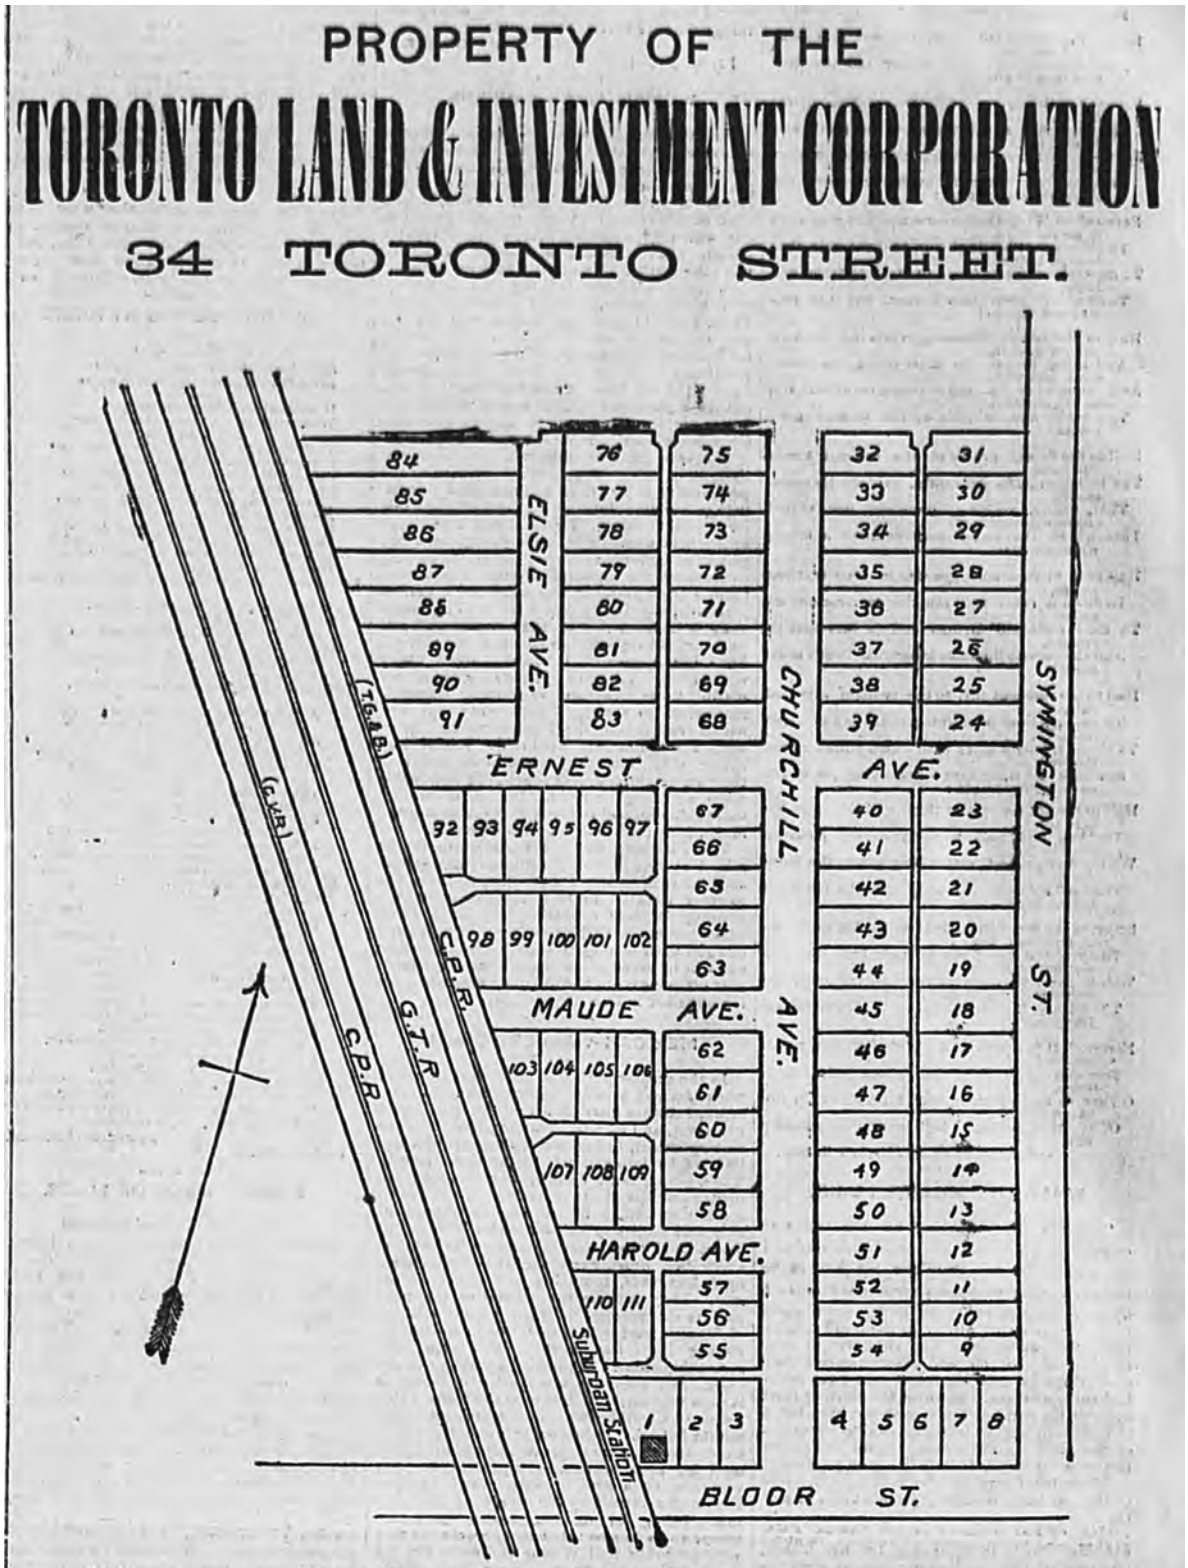 PROPERTY OF THE
TORONTO LAND & INVESTMENT CORPORATION
34 TORONTO STREET.
84 76 75 32 31
85 77 74 33 30
86 78 73 34 29
87 79 72 35 28
88 80 71 36 27
89 81 70 37 26
90 82 69 38 25
91 83 68 39 24
ELSIE AVE.
CHURCHILL AVE.
SYMINGTON ST.
(T.G.&B.)
ERNEST AVE.
92 93 94 95 96 97
67 40 23
66 41 22
65 42 21
98 99 100 101 102
64 43 20
63 44 19
MAUDE AVE.
45 18
103 104 105 106
62 46 17
61 47 16
60 48 15
107 108 109
59 49 14
58 50 13
HAROLD AVE.
51 12
110 111
57 52 11
56 53 10
55 54 9
C.P.R.
G.T.R
C.P.R
Suburban Station
1 2 3 4 5 6 7 8
BLOOR ST.